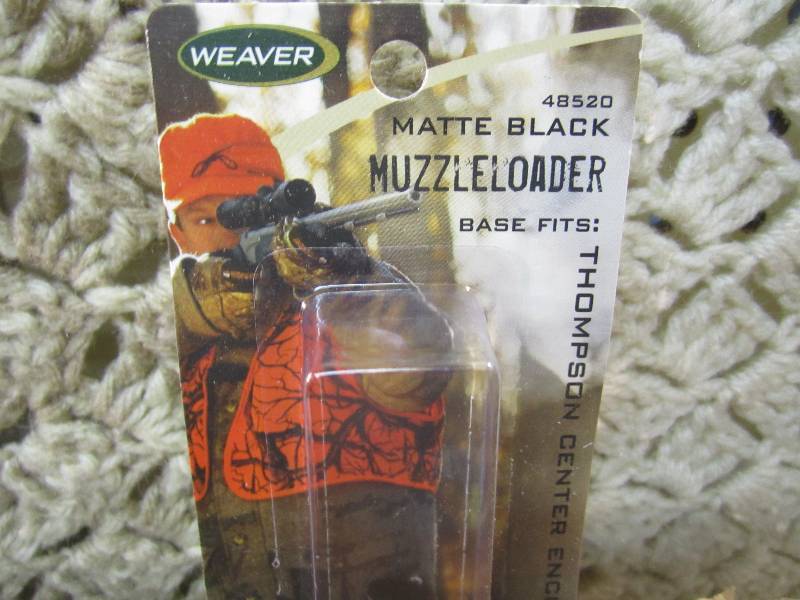 WEAVER
48520
MATTE BLACK
MUZZLELOADER
BASE FITS:
THOMPSON CENTER